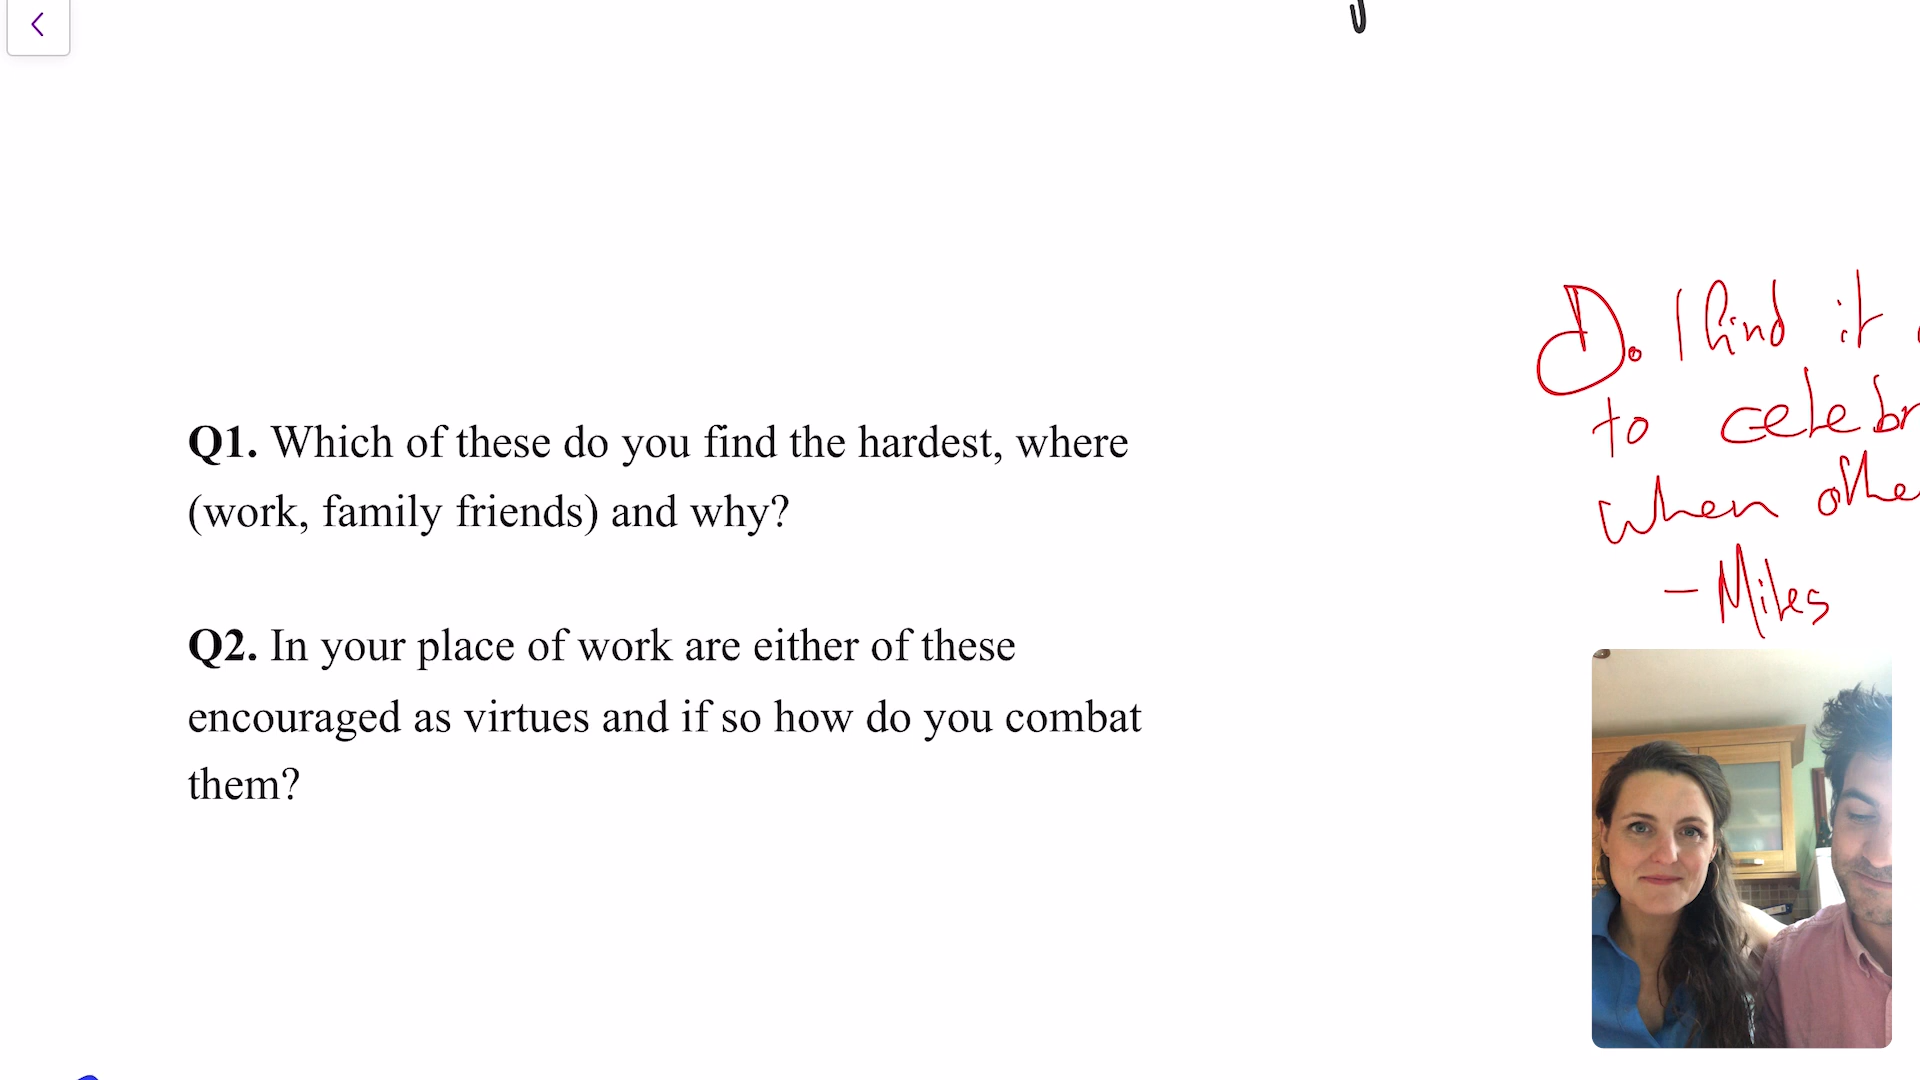 Q1. Which of these do you find the hardest, where
(work, family friends) and why?
Q2. In your place of work are either of these
encouraged as virtues and if so how do you combat
them?
I find it
to celebr
when othe
- Miles